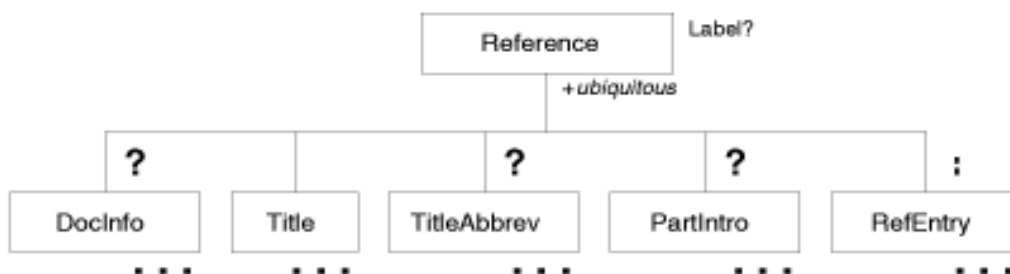 Reference
Label?
+ubiquitous
? ? ?
DocInfo Title TitleAbbrev PartIntro RefEntry
... ... ... ... ...